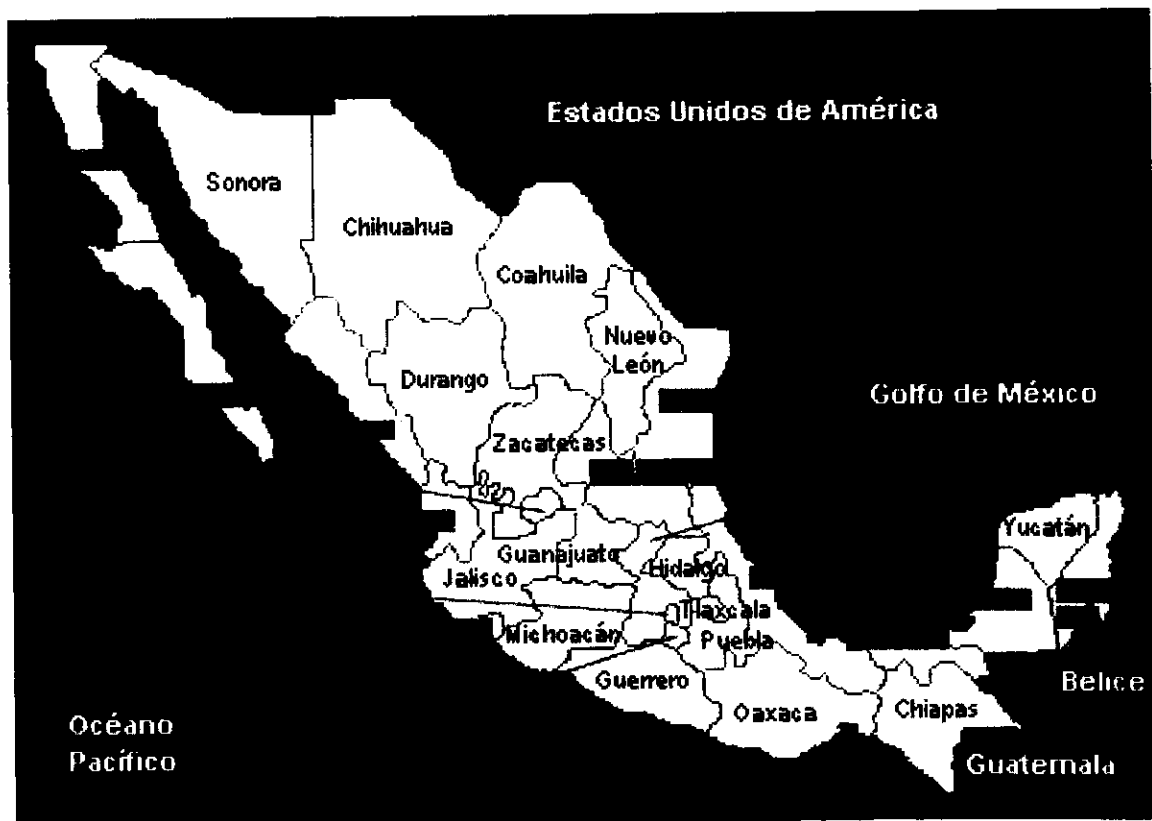 Estados Unidos de América
Sonora
Chihuahua
Coahuila
Nuevo
León
Durango
Golfo de México
Zacatecas
Yucatán
Guanajuato
Hidalgo
Jalisco
Tlaxcala
Michoacán
Puebla
Guerrero
Belice
Oaxaca
Chiapas
Océano
Pacífico
Guatemala